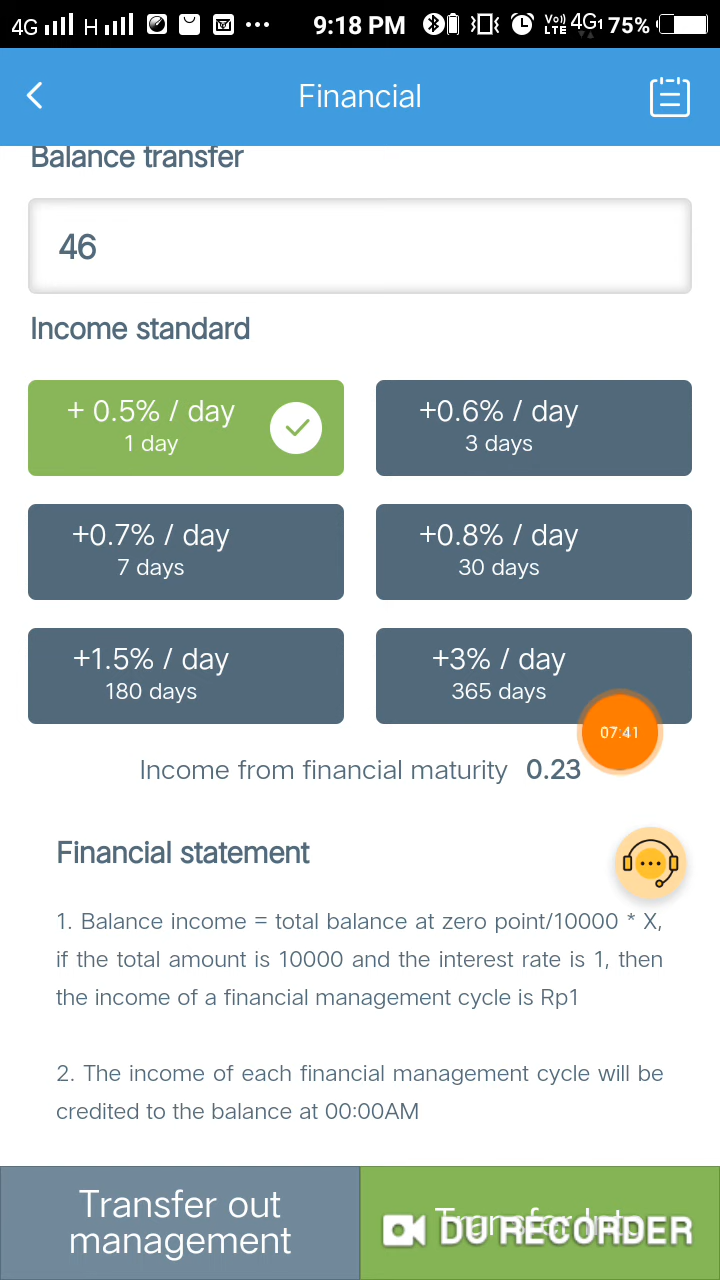 4G H 9:18 PM VoLTE 4G1 75%
Financial
Balance transfer
46
Income standard
+ 0.5% / day
1 day
+0.6% / day
3 days
+0.7% / day
7 days
+0.8% / day
30 days
+1.5% / day
180 days
+3% / day
365 days
07:41
Income from financial maturity 0.23
Financial statement
1. Balance income = total balance at zero point/10000 * X,
if the total amount is 10000 and the interest rate is 1, then
the income of a financial management cycle is Rp1
2. The income of each financial management cycle will be
credited to the balance at 00:00AM
Transfer out
management
DU RECORDER